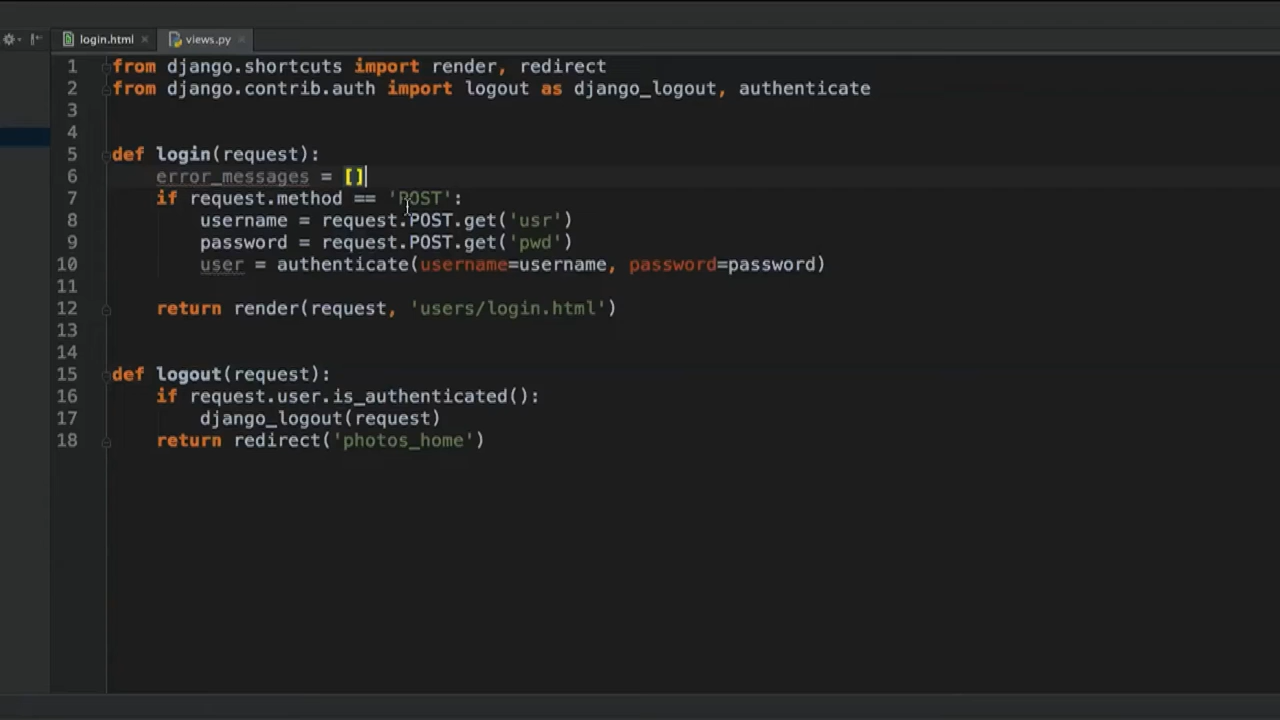 login.html views.py
1 from django.shortcuts import render, redirect
2 from django.contrib.auth import logout as django_logout, authenticate
3
4
5 def login(request):
6     error_messages = []
7     if request.method == 'POST':
8         username = request.POST.get('usr')
9         password = request.POST.get('pwd')
10         user = authenticate(username=username, password=password)
11
12     return render(request, 'users/login.html')
13
14
15 def logout(request):
16     if request.user.is_authenticated():
17         django_logout(request)
18     return redirect('photos_home')